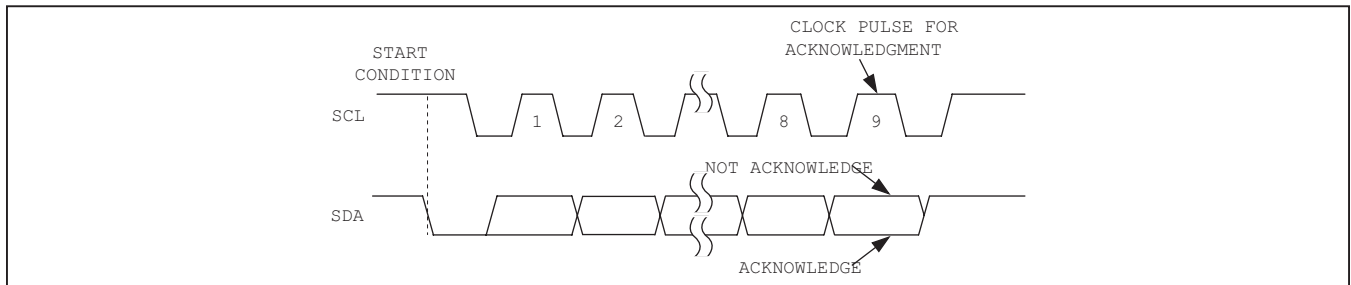 CLOCK PULSE FOR
ACKNOWLEDGMENT
START
CONDITION
SCL
1
2
8
9
NOT ACKNOWLEDGE
SDA
ACKNOWLEDGE